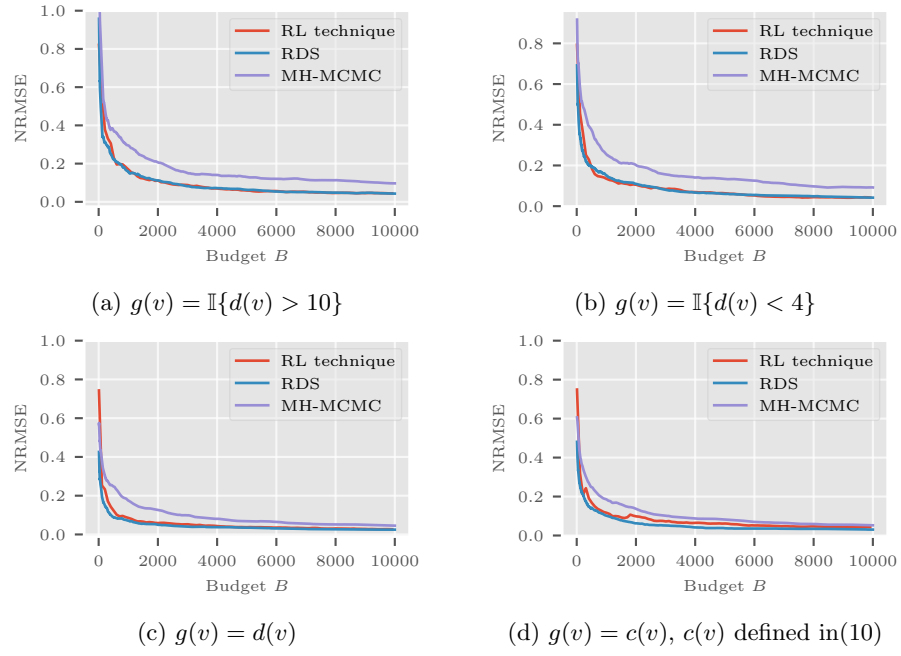 1.0
0.8
0.6
0.4
0.2
0.0
NRMSE
RL technique
RDS
MH-MCMC
0 2000 4000 6000 8000 10000
Budget B
(a) g(v) = 𝕀{d(v) > 10}
0.8
0.6
0.4
0.2
0.0
NRMSE
RL technique
RDS
MH-MCMC
0 2000 4000 6000 8000 10000
Budget B
(b) g(v) = 𝕀{d(v) < 4}
1.0
0.8
0.6
0.4
0.2
0.0
NRMSE
RL technique
RDS
MH-MCMC
0 2000 4000 6000 8000 10000
Budget B
(c) g(v) = d(v)
1.0
0.8
0.6
0.4
0.2
0.0
NRMSE
RL technique
RDS
MH-MCMC
0 2000 4000 6000 8000 10000
Budget B
(d) g(v) = c(v), c(v) defined in(10)